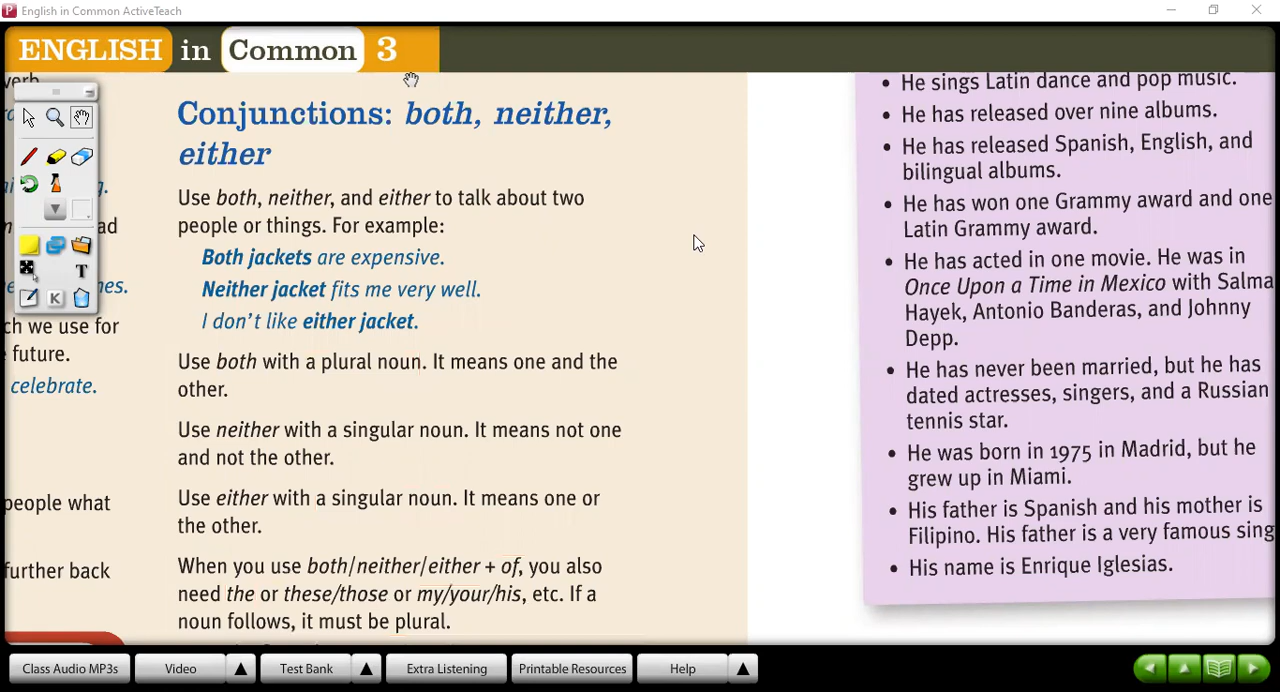 English in Common ActiveTeach
ENGLISH in Common 3
verb
g.
ad
es.
ch we use for
future.
celebrate.
people what
further back
Conjunctions: both, neither,
either
Use both, neither, and either to talk about two
people or things. For example:
Both jackets are expensive.
Neither jacket fits me very well.
I don't like either jacket.
Use both with a plural noun. It means one and the
other.
Use neither with a singular noun. It means not one
and not the other.
Use either with a singular noun. It means one or
the other.
When you use both/neither/either + of, you also
need the or these/those or my/your/his, etc. If a
noun follows, it must be plural.
• He sings Latin dance and pop music.
• He has released over nine albums.
• He has released Spanish, English, and
bilingual albums.
• He has won one Grammy award and one
Latin Grammy award.
• He has acted in one movie. He was in
Once Upon a Time in Mexico with Salma
Hayek, Antonio Banderas, and Johnny
Depp.
• He has never been married, but he has
dated actresses, singers, and a Russian
tennis star.
• He was born in 1975 in Madrid, but he
grew up in Miami.
• His father is Spanish and his mother is
Filipino. His father is a very famous sing
• His name is Enrique Iglesias.
T
K
Class Audio MP3s
Video
Test Bank
Extra Listening
Printable Resources
Help